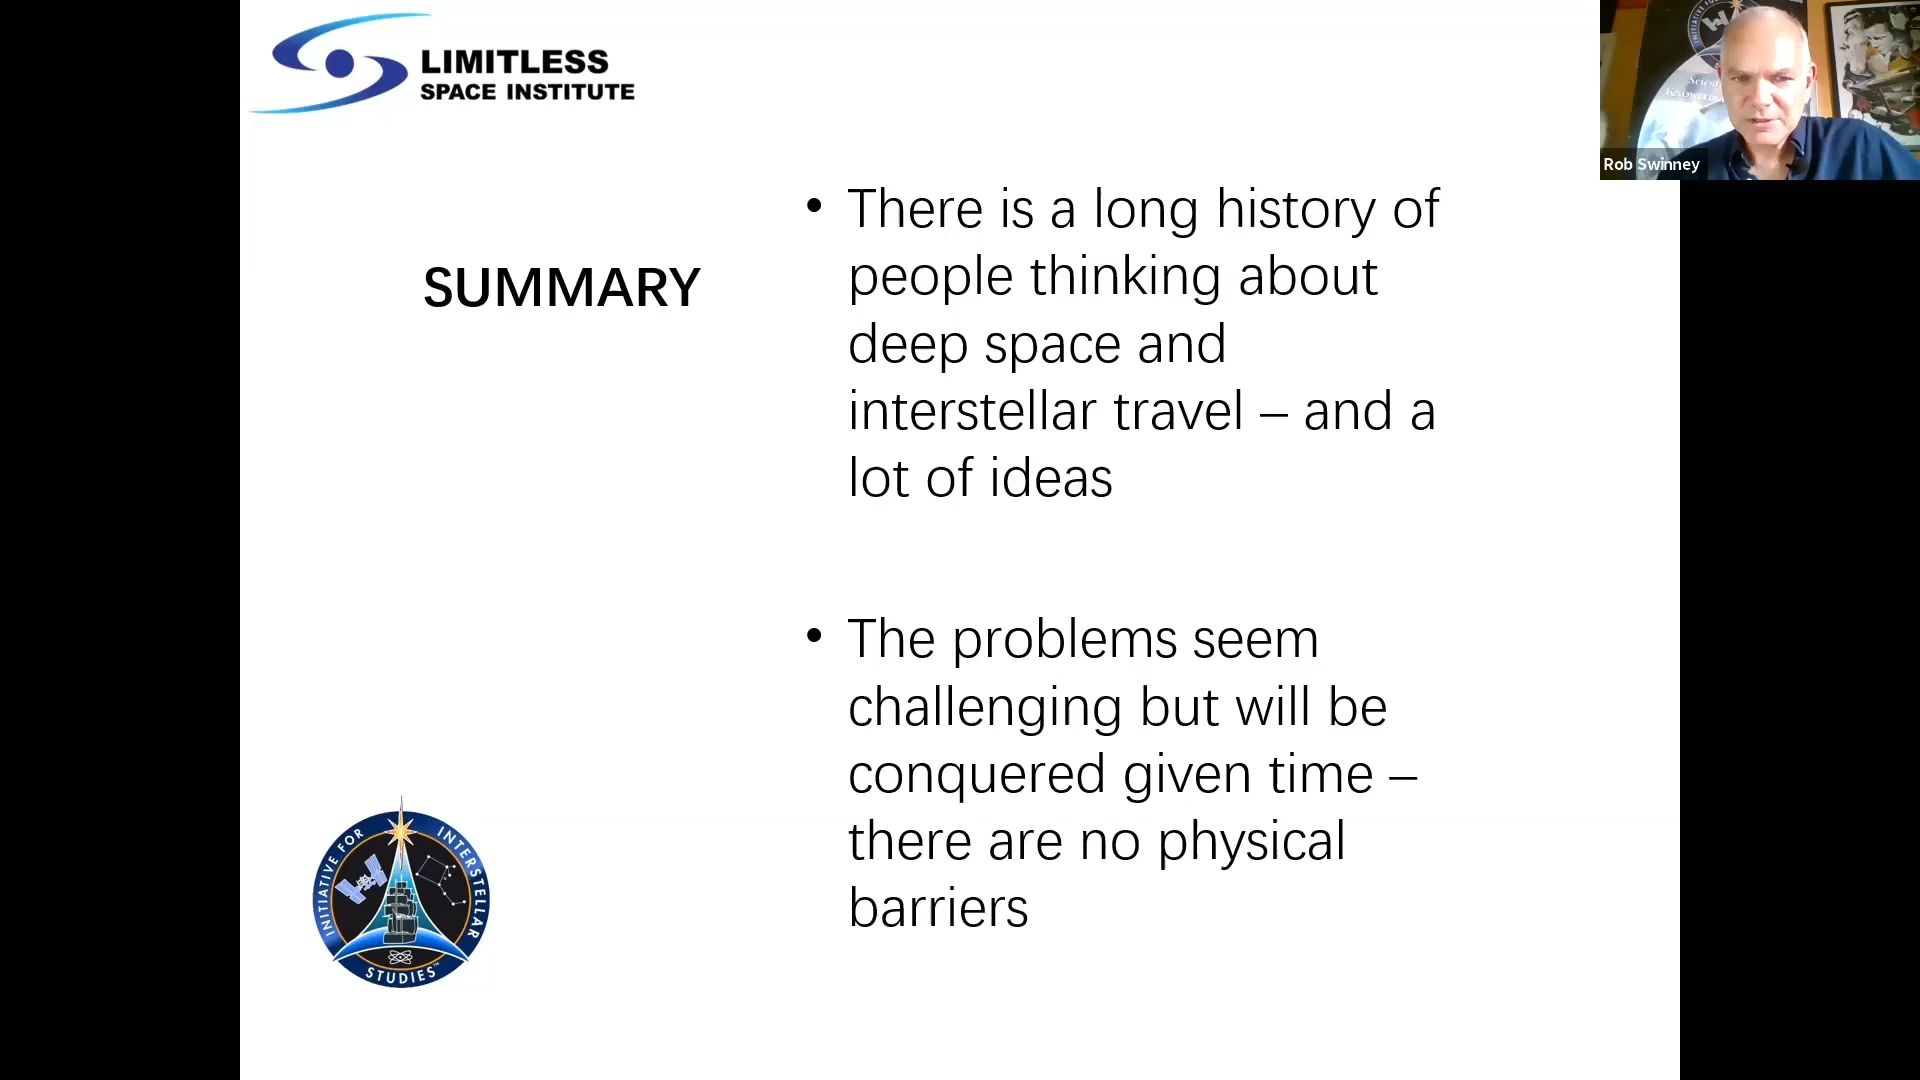 LIMITLESS
SPACE INSTITUTE
Rob Swinney
SUMMARY
• There is a long history of
people thinking about
deep space and
interstellar travel – and a
lot of ideas
• The problems seem
challenging but will be
conquered given time –
there are no physical
barriers
INITIATIVE FOR INTERSTELLAR
STUDIES™